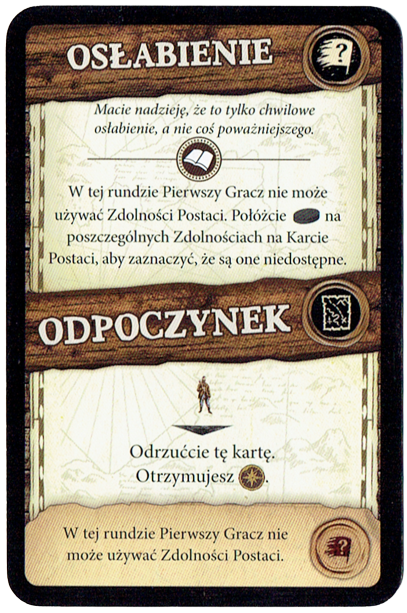 OSŁABIENIE
?
Macie nadzieję, że to tylko chwilowe
osłabienie, a nie coś poważniejszego.
W tej rundzie Pierwszy Gracz nie może
używać Zdolności Postaci. Połóżcie na
poszczególnych Zdolnościach na Karcie
Postaci, aby zaznaczyć, że są one niedostępne.
ODPOCZYNEK
Odrzućcie tę kartę.
Otrzymujesz .
W tej rundzie Pierwszy Gracz nie
może używać Zdolności Postaci.
?